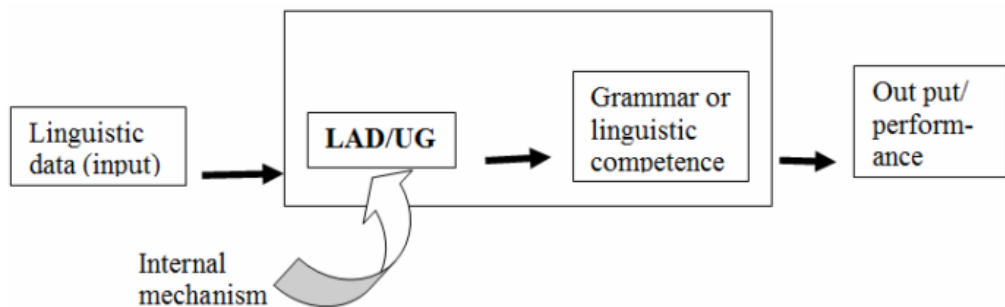 Linguistic
data (input)
LAD/UG
Grammar or
linguistic
competence
Out put/
perform-
ance
Internal
mechanism